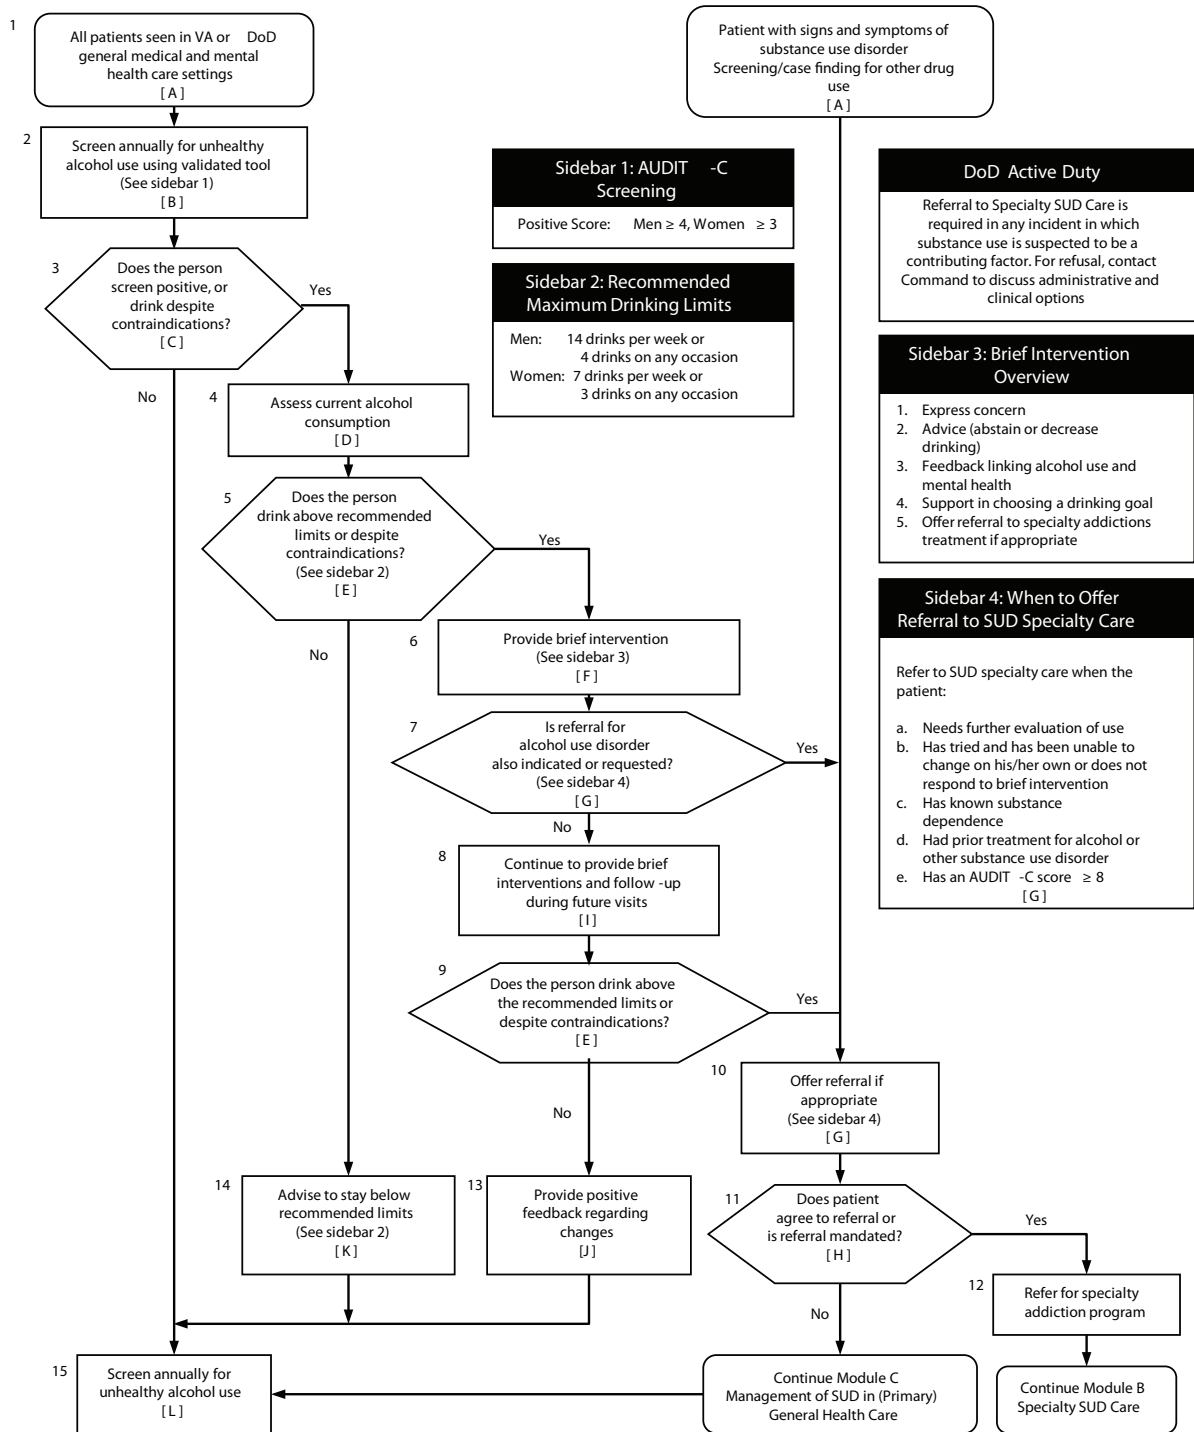 1
All patients seen in VA or DoD
general medical and mental
health care settings
[ A ]
Patient with signs and symptoms of
substance use disorder
Screening/case finding for other drug
use
[ A ]
2
Screen annually for unhealthy
alcohol use using validated tool
(See sidebar 1)
[ B ]
Sidebar 1: AUDIT -C
Screening
Positive Score: Men ≥ 4, Women ≥ 3
DoD Active Duty
Referral to Specialty SUD Care is
required in any incident in which
substance use is suspected to be a
contributing factor. For refusal, contact
Command to discuss administrative and
clinical options
3
Does the person
screen positive, or
drink despite
contraindications?
[ C ]
Yes
No
Sidebar 2: Recommended
Maximum Drinking Limits
Men: 14 drinks per week or
4 drinks on any occasion
Women: 7 drinks per week or
3 drinks on any occasion
Sidebar 3: Brief Intervention
Overview
1. Express concern
2. Advice (abstain or decrease
drinking)
3. Feedback linking alcohol use and
mental health
4. Support in choosing a drinking goal
5. Offer referral to specialty addictions
treatment if appropriate
4
Assess current alcohol
consumption
[ D ]
5
Does the person
drink above recommended
limits or despite
contraindications?
(See sidebar 2)
[ E ]
Yes
No
Sidebar 4: When to Offer
Referral to SUD Specialty Care
Refer to SUD specialty care when the
patient:
a. Needs further evaluation of use
b. Has tried and has been unable to
change on his/her own or does not
respond to brief intervention
c. Has known substance
dependence
d. Had prior treatment for alcohol or
other substance use disorder
e. Has an AUDIT -C score ≥ 8
[ G ]
6
Provide brief intervention
(See sidebar 3)
[ F ]
7
Is referral for
alcohol use disorder
also indicated or requested?
(See sidebar 4)
[ G ]
Yes
No
8
Continue to provide brief
interventions and follow -up
during future visits
[ I ]
9
Does the person drink above
the recommended limits or
despite contraindications?
[ E ]
Yes
No
10
Offer referral if
appropriate
(See sidebar 4)
[ G ]
14
Advise to stay below
recommended limits
(See sidebar 2)
[ K ]
13
Provide positive
feedback regarding
changes
[ J ]
11
Does patient
agree to referral or
is referral mandated?
[ H ]
Yes
No
12
Refer for specialty
addiction program
15
Screen annually for
unhealthy alcohol use
[ L ]
Continue Module C
Management of SUD in (Primary)
General Health Care
Continue Module B
Specialty SUD Care